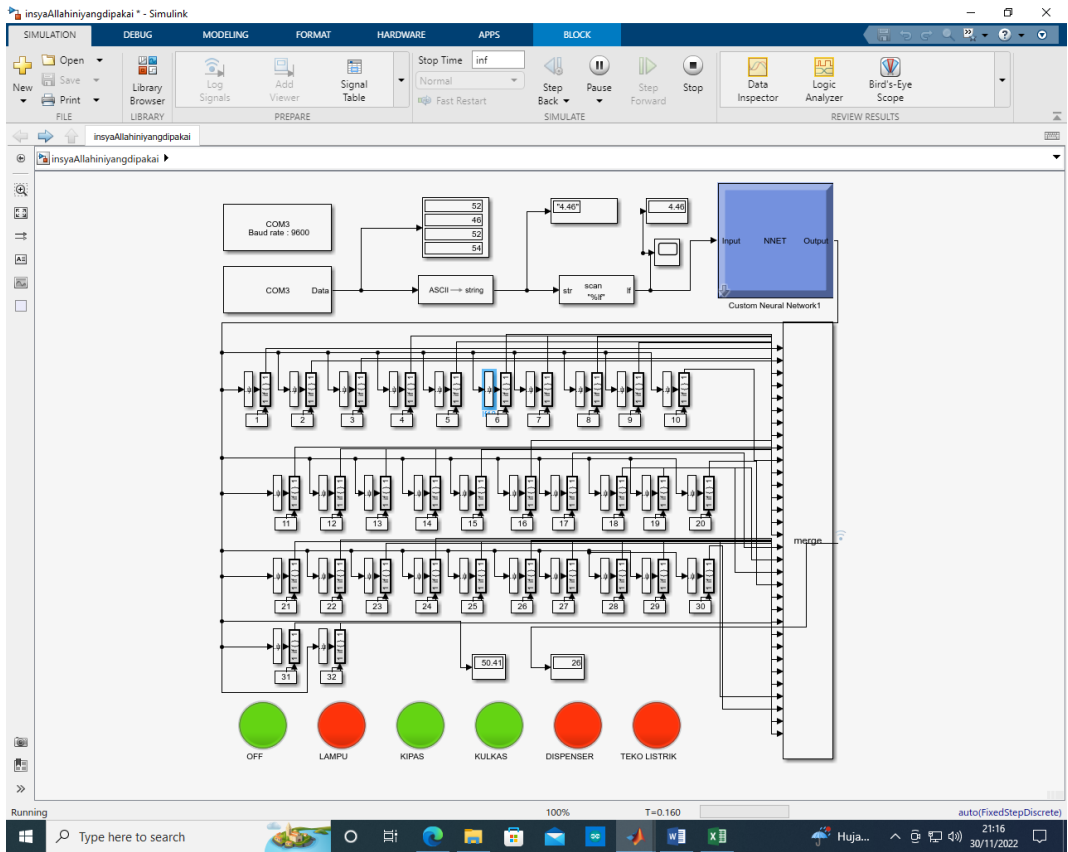 insyaAllahiniyangdipakai * - Simulink
SIMULATION DEBUG MODELING FORMAT HARDWARE APPS BLOCK
New
Open
Save
Print
FILE
Library Browser
LIBRARY
Log Signals
Add Viewer
Signal Table
PREPARE
Stop Time inf
Normal
Fast Restart
Step Back
Pause
Step Forward
Stop
SIMULATE
Data Inspector
Logic Analyzer
Bird's-Eye Scope
REVIEW RESULTS
insyaAllahiniyangdipakai
insyaAllahiniyangdipakai
COM3
Baud rate : 9600
52
46
52
54
"4.46"
4.46
COM3 Data
ASCII → string
str scan "%lf" lf
Input NNET Output
Custom Neural Network1
1 2 3 4 5 6 7 8 9 10
11 12 13 14 15 16 17 18 19 20
merge
21 22 23 24 25 26 27 28 29 30
31 32
50.41
26
OFF LAMPU KIPAS KULKAS DISPENSER TEKO LISTRIK
Running 100% T=0.160 auto(FixedStepDiscrete)
Type here to search
Huja...
21:16
30/11/2022